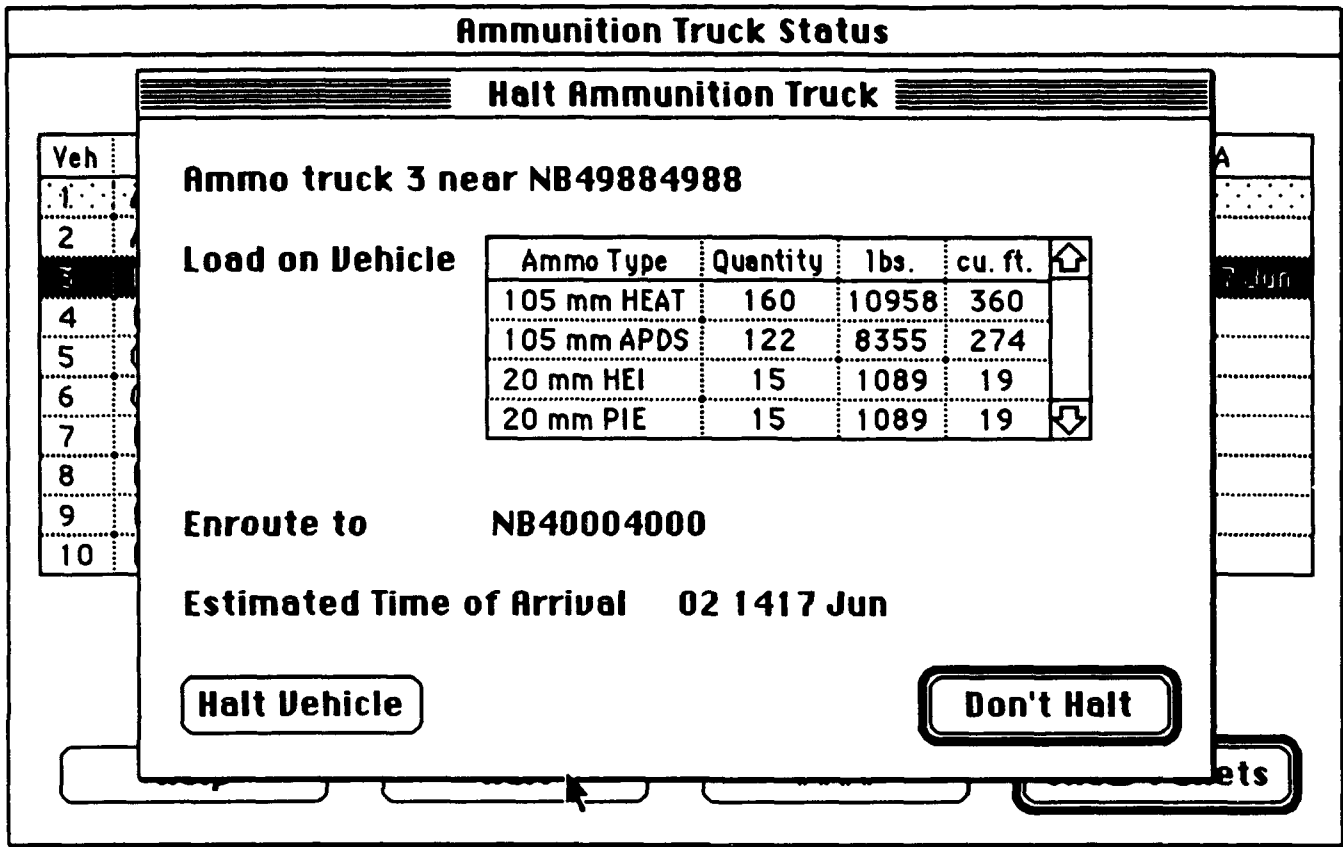 Ammunition Truck Status
Halt Ammunition Truck
Veh
Ammo truck 3 near NB49884988
1
2
Load on Vehicle
Ammo Type Quantity lbs. cu. ft.
3 7 Jun
105 mm HEAT 160 10958 360
4
105 mm APDS 122 8355 274
5
20 mm HEI 15 1089 19
6
20 mm PIE 15 1089 19
7
8
9
Enroute to NB40004000
10
Estimated Time of Arrival 02 1417 Jun
Halt Vehicle Don't Halt